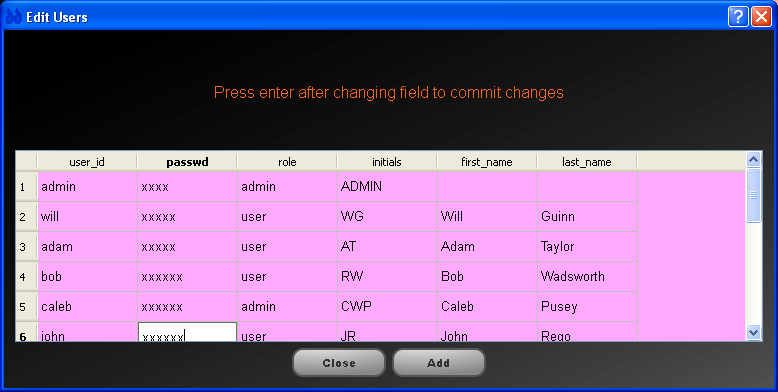 Edit Users
Press enter after changing field to commit changes
user_id passwd role initials first_name last_name
1 admin xxxx admin ADMIN
2 will xxxxx user WG Will Guinn
3 adam xxxxx user AT Adam Taylor
4 bob xxxxxx user RW Bob Wadsworth
5 caleb xxxxxx admin CWP Caleb Pusey
6 john xxxxxx user JR John Rego
Close Add